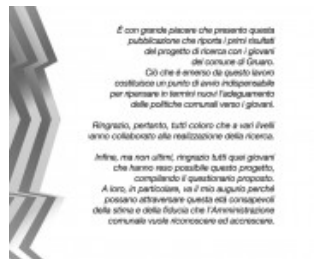 È con grande piacere che presento questa
pubblicazione che riporta i primi risultati
del progetto di ricerca con i giovani
del comune di Gruaro.
Ciò che è emerso da questo lavoro
costituisce un punto di avvio indispensabile
per ripensare in termini nuovi l'adeguamento
delle politiche comunali verso i giovani.
Ringrazio, pertanto, tutti coloro che a vari livelli
hanno collaborato alla realizzazione della ricerca.
Infine, ma non ultimi, ringrazio tutti quei giovani
che hanno reso possibile questo progetto,
compilando il questionario proposto.
A loro, in particolare, va il mio augurio perché
possano attraversare questa età consapevoli
della stima e della fiducia che l'Amministrazione
comunale vuole riconoscere ed accrescere.